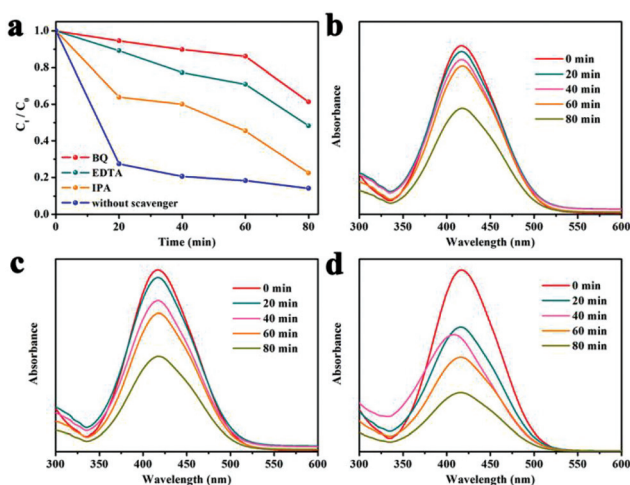 a
1.0
0.8
0.6
0.4
0.2
0.0
Cₜ / C₀
BQ
EDTA
IPA
without scavenger
0 20 40 60 80
Time (min)
b
Absorbance
0 min
20 min
40 min
60 min
80 min
300 350 400 450 500 550 600
Wavelength (nm)
c
Absorbance
0 min
20 min
40 min
60 min
80 min
300 350 400 450 500 550 600
Wavelength (nm)
d
Absorbance
0 min
20 min
40 min
60 min
80 min
300 350 400 450 500 550 600
Wavelength (nm)